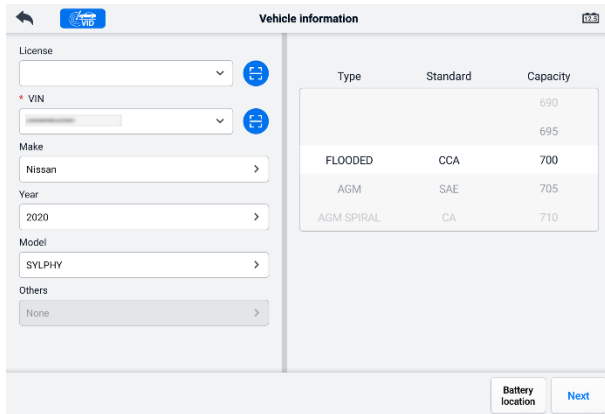 VID
Vehicle information
12.5
License
* VIN
Make
Nissan
Year
2020
Model
SYLPHY
Others
None
Type Standard Capacity
690
695
FLOODED CCA 700
AGM SAE 705
AGM SPIRAL CA 710
Battery
location
Next